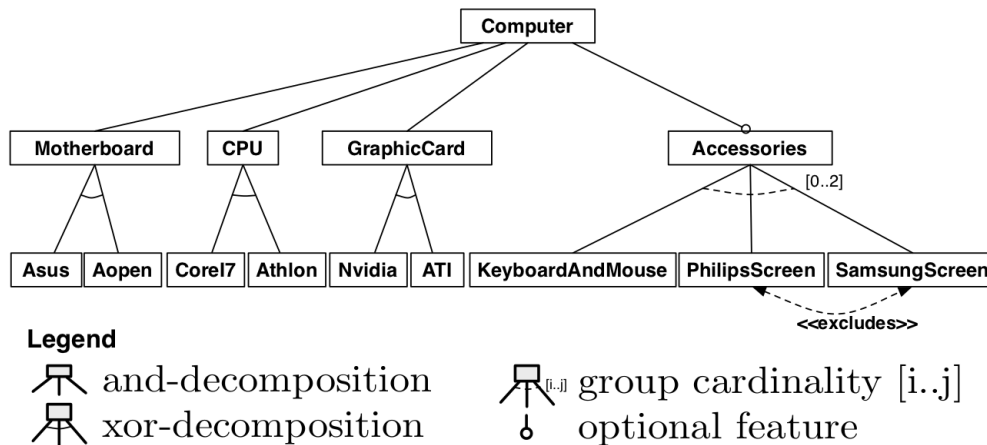 Computer
Motherboard CPU GraphicCard Accessories
[0..2]
Asus Aopen CoreI7 Athlon Nvidia ATI KeyboardAndMouse PhilipsScreen SamsungScreen
<<excludes>>
Legend
and-decomposition [i..j] group cardinality [i..j]
xor-decomposition optional feature